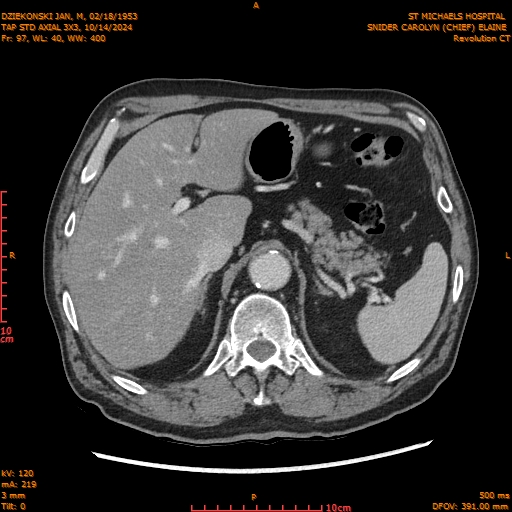 DZIEKONSKI JAN, M, 02/18/1953
TAP STD AXIAL 3X3, 10/14/2024
Fr: 97, WL: 40, WW: 400
A
ST MICHAELS HOSPITAL
SNIDER CAROLYN (CHIEF) ELAINE
Revolution CT
R
L
10
cm
kV: 120
mA: 219
3 mm
Tilt: 0
P
10cm
500 ms
DFOV: 391.00 mm